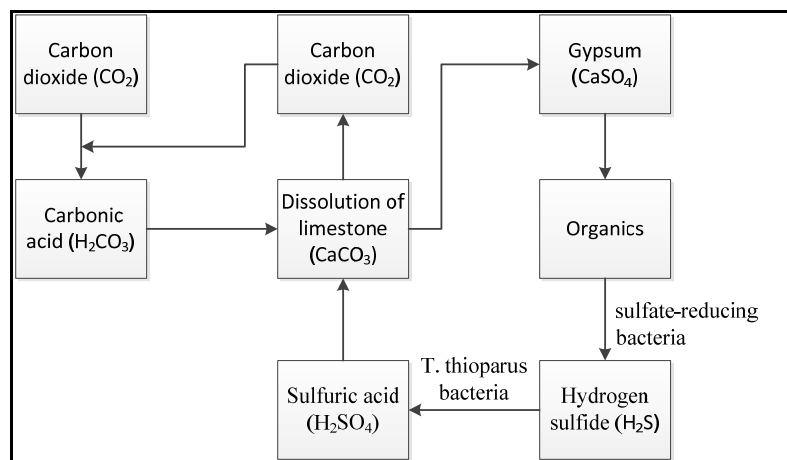 Carbon
dioxide (CO₂)
Carbon
dioxide (CO₂)
Gypsum
(CaSO₄)
Carbonic
acid (H₂CO₃)
Dissolution of
limestone
(CaCO₃)
Organics
sulfate-reducing
bacteria
Sulfuric acid
(H₂SO₄)
T. thioparus
bacteria
Hydrogen
sulfide (H₂S)